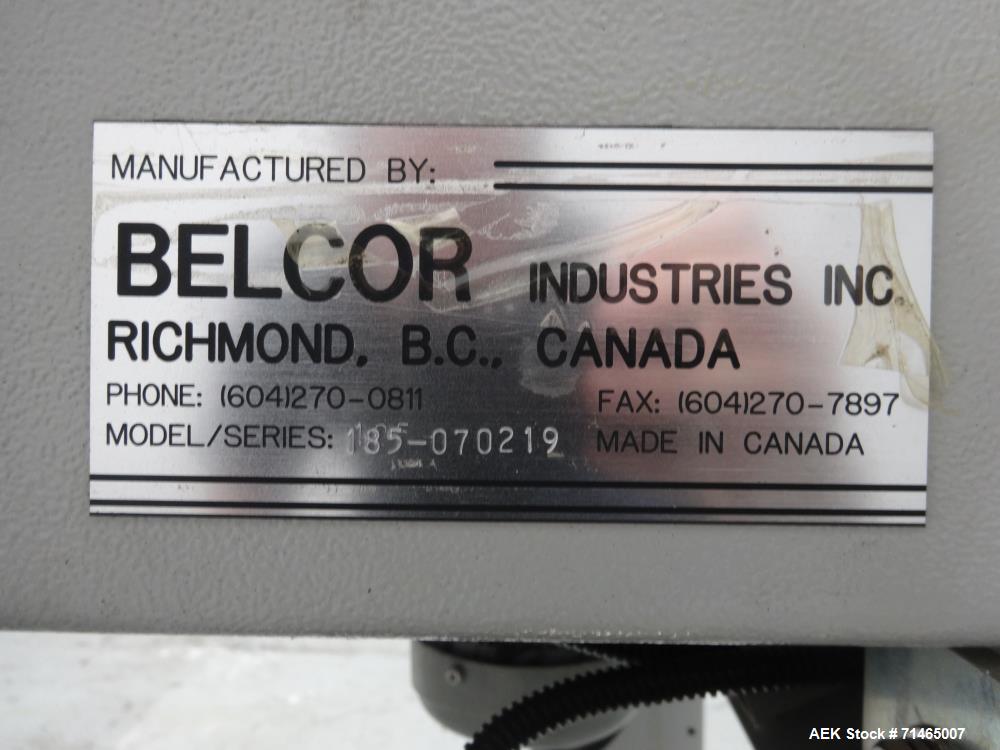 MANUFACTURED BY:
BELCOR INDUSTRIES INC.
RICHMOND, B.C., CANADA
PHONE: (604)270-0811 FAX: (604)270-7897
MODEL/SERIES: 185-070219 MADE IN CANADA
AEK Stock #71465007